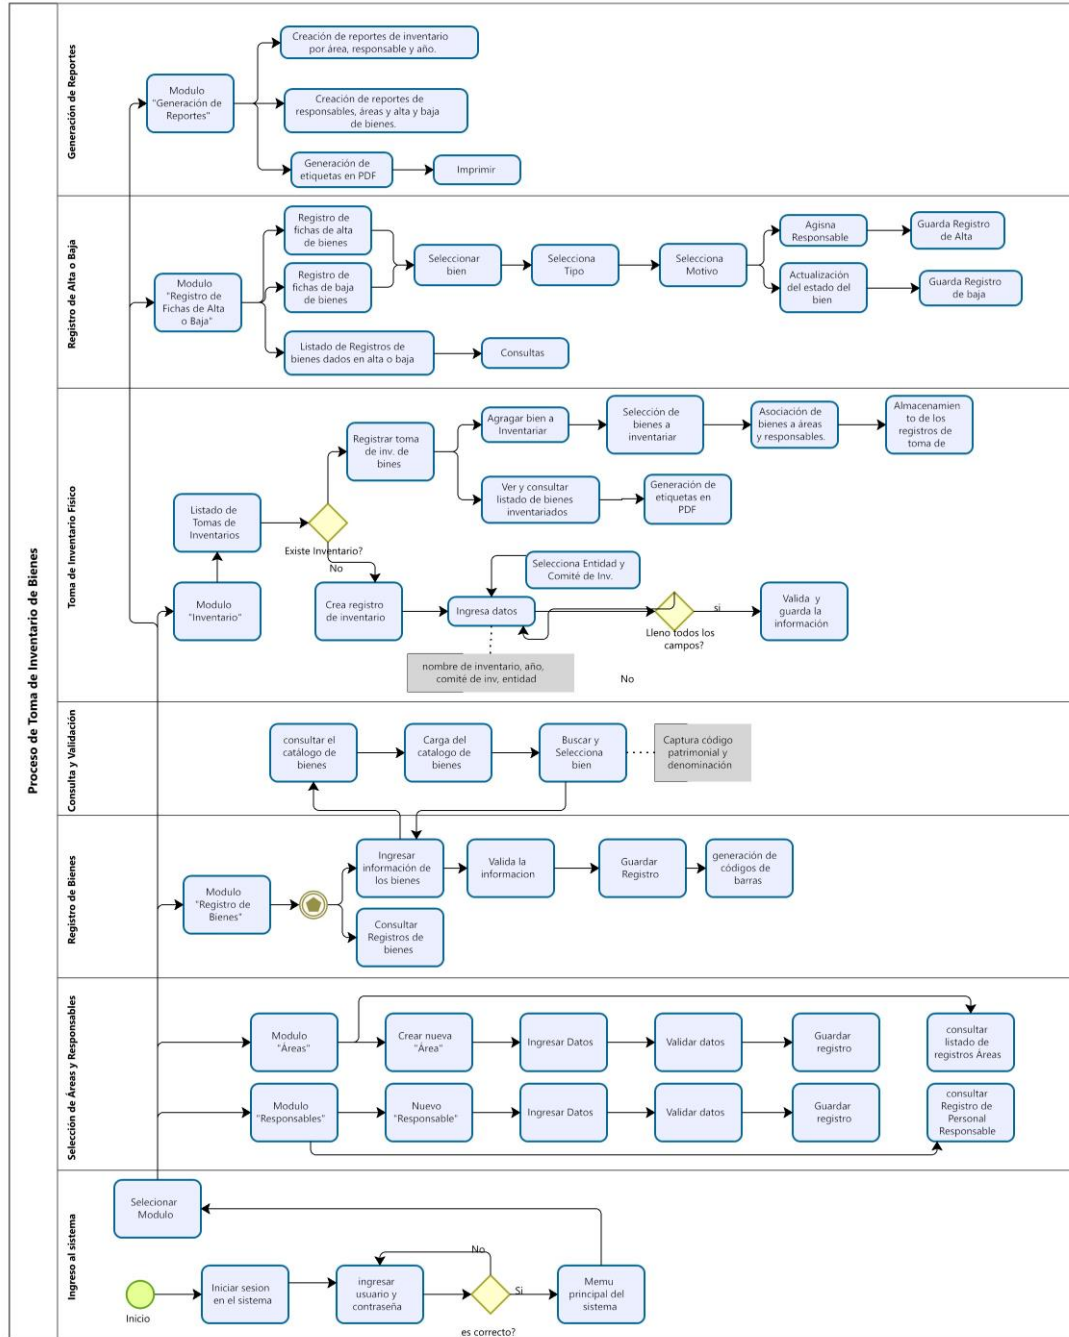 Proceso de Toma de Inventario de Bienes
Generación de Reportes
Modulo
"Generación de
Reportes"
Creación de reportes de inventario
por área, responsable y año.
Creación de reportes de
responsables, áreas y alta y baja
de bienes.
Generación de
etiquetas en PDF
Imprimir
Registro de Alta o Baja
Modulo
"Registro de
Fichas de Alta
o Baja"
Registro de
fichas de alta
de bienes
Registro de
fichas de baja
de bienes
Listado de Registros de
bienes dados en alta o baja
Consultas
Seleccionar
bien
Selecciona
Tipo
Selecciona
Motivo
Agisna
Responsable
Guarda Registro
de Alta
Actualización
del estado del
bien
Guarda Registro
de baja
Toma de Inventario Físico
Registrar toma
de inv. de
bines
Agragar bien a
Inventariar
Selección de
bienes a
inventariar
Asociación de
bienes a áreas
y responsables.
Almacenamien
to de los
registros de
toma de
Ver y consultar
listado de bienes
inventariados
Generación de
etiquetas en
PDF
Listado de
Tomas de
Inventarios
Existe Inventario?
No
Modulo
"Inventario"
Crea registro
de inventario
Ingresa datos
Selecciona Entidad y
Comité de Inv.
Lleno todos los
campos?
si
Valida y
guarda la
información
nombre de inventario, año,
comité de inv, entidad
No
Consulta y Validación
consultar el
catálogo de
bienes
Carga del
catalogo de
bienes
Buscar y
Selecciona
bien
Captura código
patrimonial y
denominación
Registro de Bienes
Modulo
"Registro de
Bienes"
Ingresar
información de
los bienes
Valida la
informacion
Guardar
Registro
generación de
códigos de
barras
Consultar
Registros de
bienes
Selección de Áreas y Responsables
Modulo
"Áreas"
Crear nueva
"Área"
Ingresar Datos
Validar datos
Guardar
registro
consultar
listado de
registros Áreas
Modulo
"Responsables"
Nuevo
"Responsable"
Ingresar Datos
Validar datos
Guardar
registro
consultar
Registro de
Personal
Responsable
Ingreso al sistema
Selecionar
Modulo
Inicio
Iniciar sesion
en el sistema
ingresar
usuario y
contraseña
No
Si
es correcto?
Memu
principal del
sistema